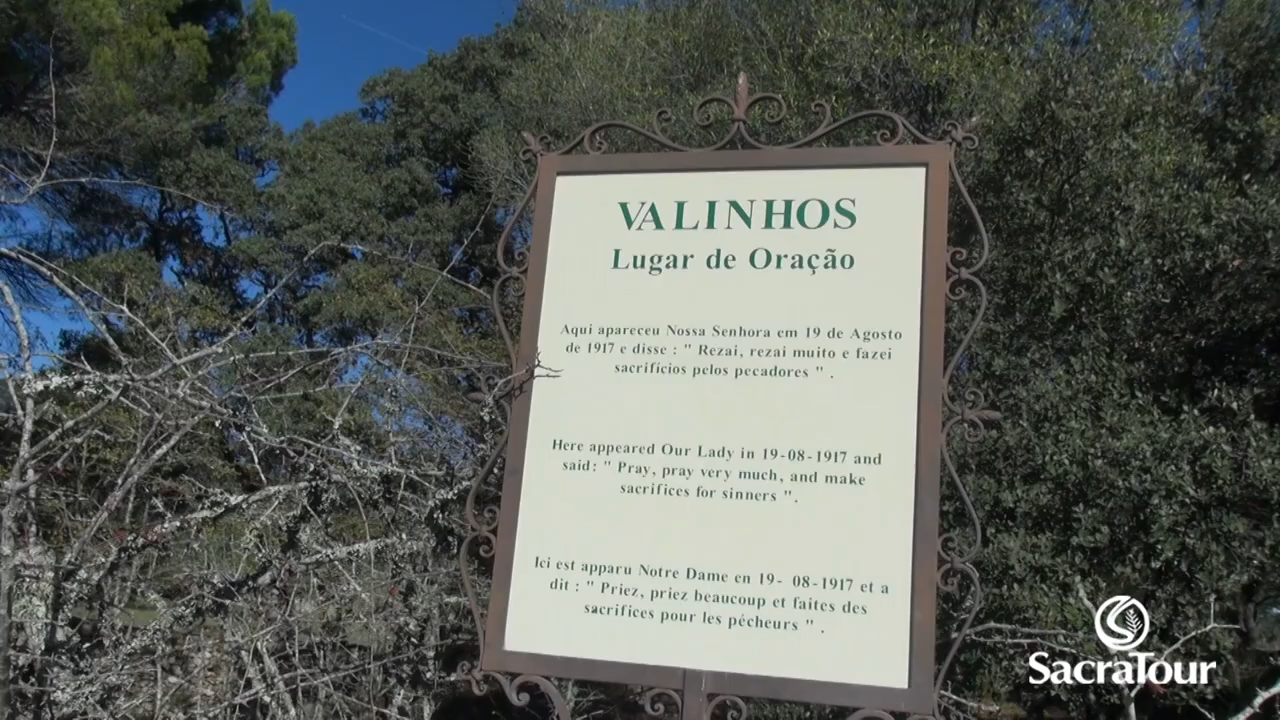 VALINHOS
Lugar de Oração
Aqui apareceu Nossa Senhora em 19 de Agosto
de 1917 e disse : " Rezai, rezai muito e fazei
sacrificios pelos pecadores " .
Here appeared Our Lady in 19-08-1917 and
said: " Pray, pray very much, and make
sacrifices for sinners ".
Ici est apparu Notre Dame en 19- 08-1917 et a
dit : " Priez, priez beaucoup et faites des
sacrifices pour les pécheurs " .
SacraTour